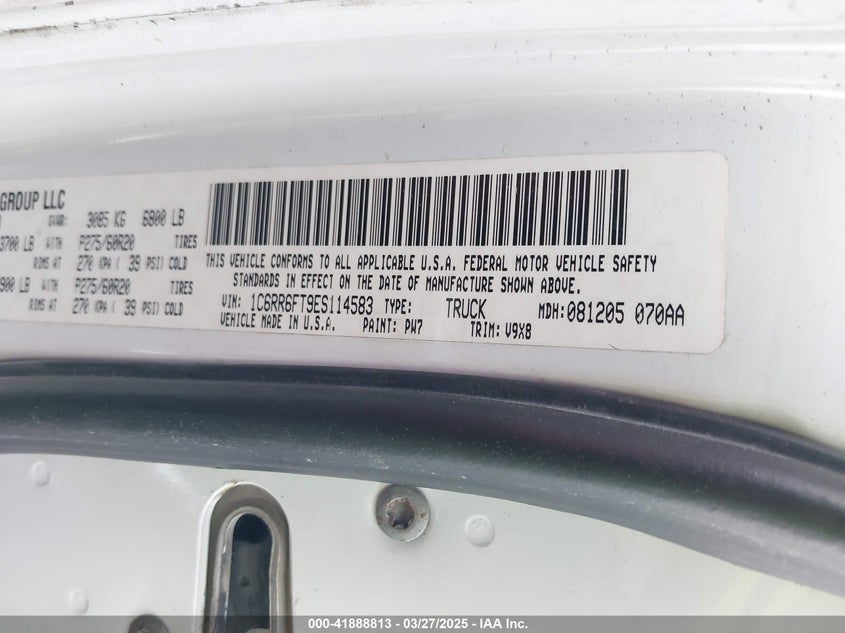 GROUP LLC
GVWR: 3085 KG 6800 LB
3700 LB WITH P275/60R20 TIRES
RIMS AT 270 KPA ( 39 PSI) COLD
900 LB WITH P275/60R20 TIRES
RIMS AT 270 KPA ( 39 PSI) COLD
THIS VEHICLE CONFORMS TO ALL APPLICABLE U.S.A. FEDERAL MOTOR VEHICLE SAFETY
STANDARDS IN EFFECT ON THE DATE OF MANUFACTURE SHOWN ABOVE.
VIN: 1C6RR6FT9ES114583 TYPE: TRUCK MDH:081205 070AA
VEHICLE MADE IN U.S.A. PAINT: PW7 TRIM: V9X8
000-41888813 / 03/27/2025 - © IAA Inc.